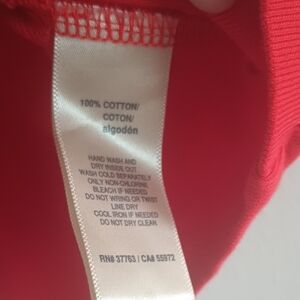 100% COTTON/
COTON/
algodón
HAND WASH AND
DRY INSIDE OUT
WASH COLD SEPARATELY
ONLY NON-CHLORINE
BLEACH IF NEEDED
DO NOT WRING OR TWIST
LINE DRY
COOL IRON IF NEEDED
DO NOT DRY CLEAN
RN# 37763 / CA# 55972